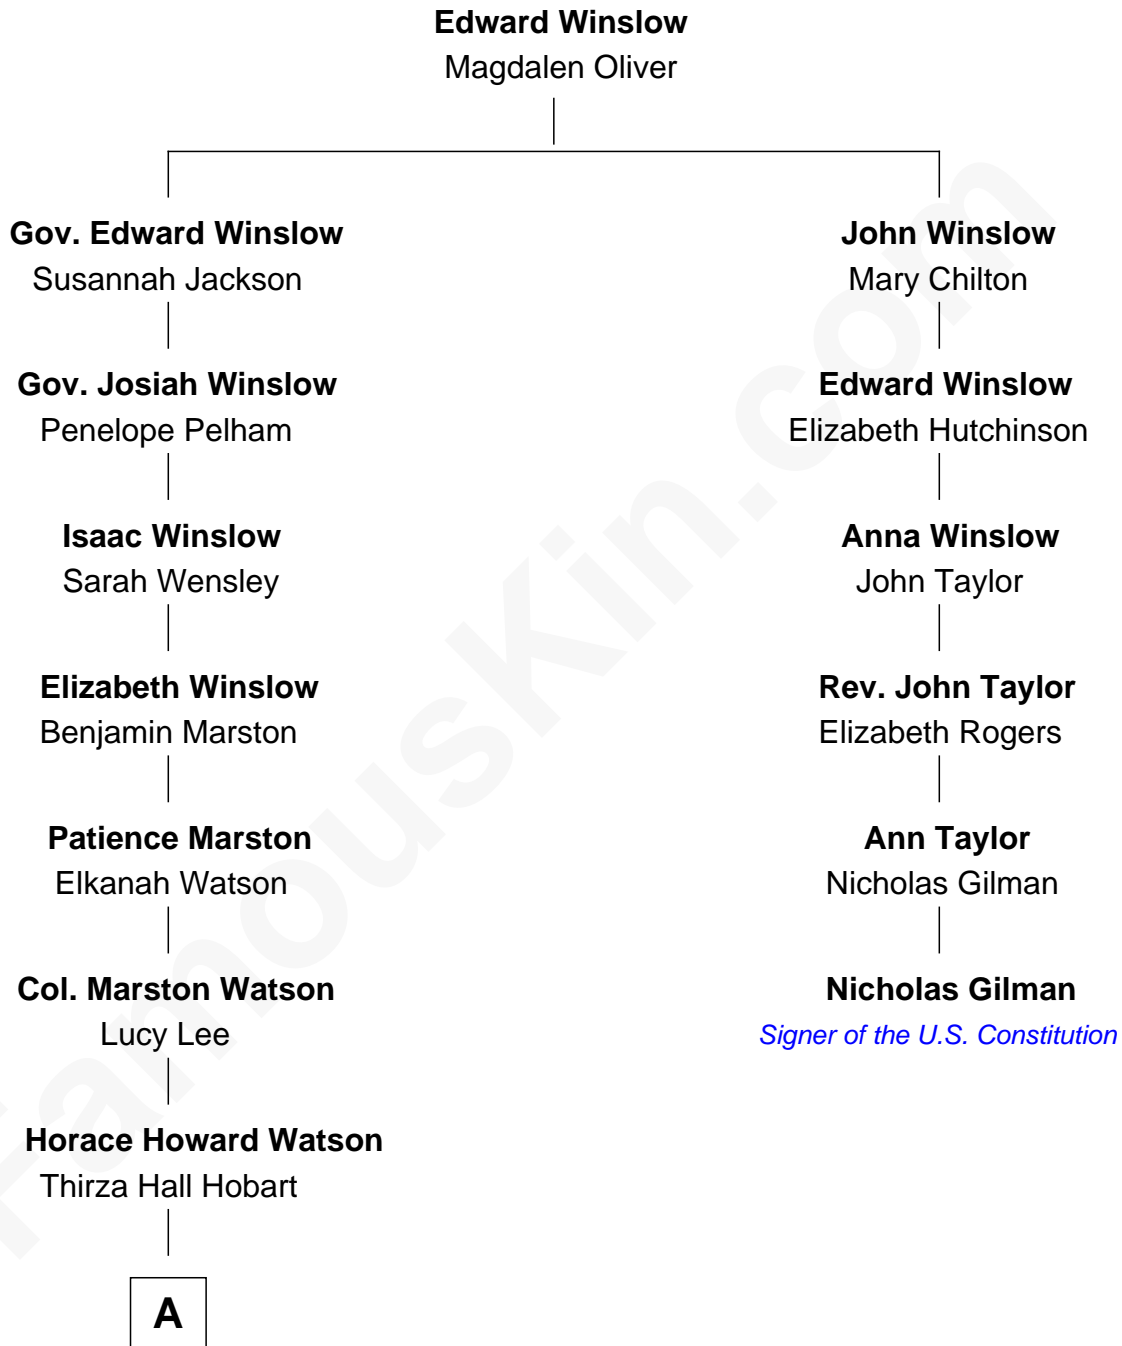 Edward Winslow
Magdalen Oliver
Gov. Edward Winslow
Susannah Jackson
John Winslow
Mary Chilton
Gov. Josiah Winslow
Penelope Pelham
Edward Winslow
Elizabeth Hutchinson
Isaac Winslow
Sarah Wensley
Anna Winslow
John Taylor
Elizabeth Winslow
Benjamin Marston
Rev. John Taylor
Elizabeth Rogers
Patience Marston
Elkanah Watson
Ann Taylor
Nicholas Gilman
Col. Marston Watson
Lucy Lee
Nicholas Gilman
Signer of the U.S. Constitution
Horace Howard Watson
Thirza Hall Hobart
A
FamousKin.com